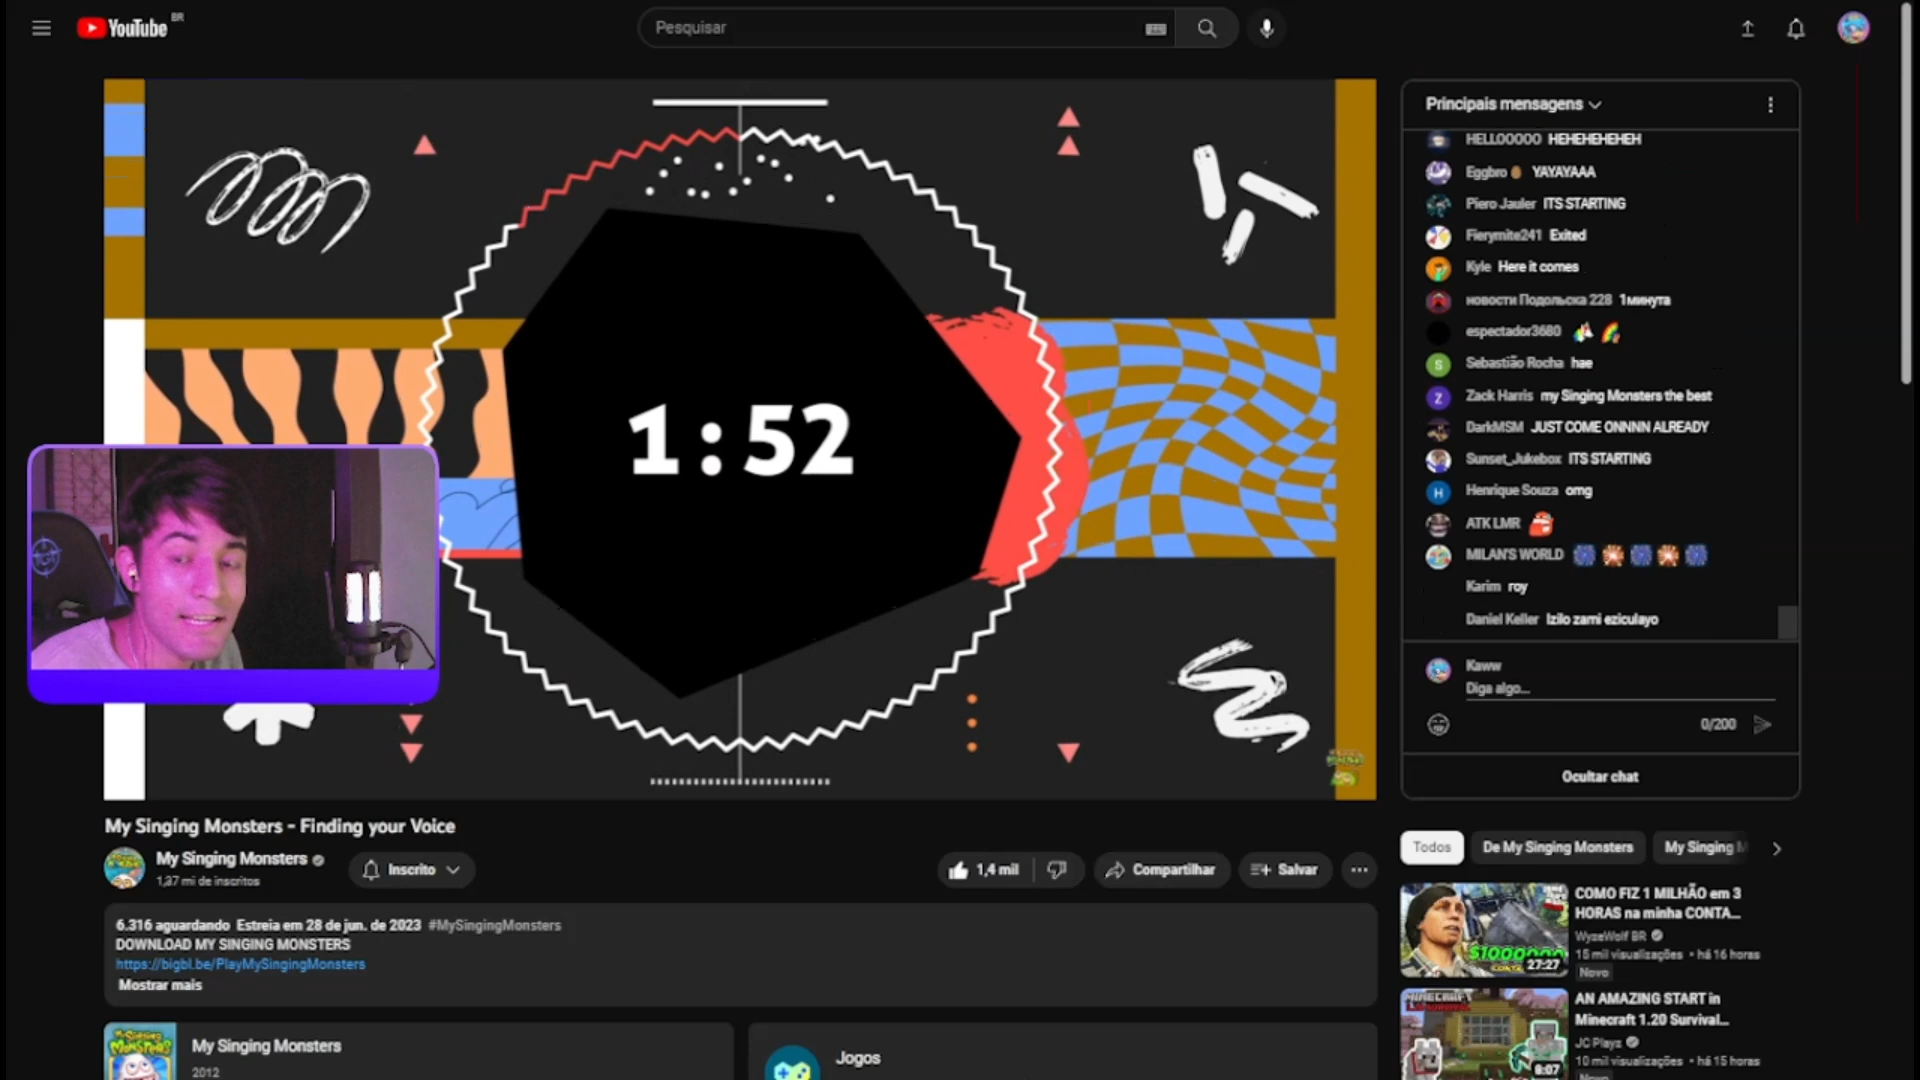 YouTube BR
Pesquisar
1:52
Principais mensagens
HELLOOOOO HEHEHEHEHEH
Eggbro YAYAYAAA
Piero Jauler ITS STARTING
Fierymite241 Exited
Kyle Here it comes
новости Подольска 228 1минута
espectador3680
S Sebastião Rocha hae
Z Zack Harris my Singing Monsters the best
DarkMSM JUST COME ONNNN ALREADY
Sunset_Jukebox ITS STARTING
H Henrique Souza omg
ATK LMR
MILAN'S WORLD
Karim roy
Daniel Keller Izilo zami eziculayo
Kaww
Diga algo...
0/200
Ocultar chat
My Singing Monsters - Finding your Voice
My Singing Monsters
1,37 mi de inscritos
Inscrito
1,4 mil
Compartilhar
Salvar
6.316 aguardando Estreia em 28 de jun. de 2023 #MySingingMonsters
DOWNLOAD MY SINGING MONSTERS
https://bigbl.be/PlayMySingingMonsters
Mostrar mais
My Singing Monsters
2012
Jogos
Todos
De My Singing Monsters
My Singing M
COMO FIZ 1 MILHÃO em 3
HORAS na minha CONTA...
WyzeWolf BR
15 mil visualizações • há 16 horas
Novo
27:27
AN AMAZING START in
Minecraft 1.20 Survival...
JC Playz
10 mil visualizações • há 15 horas
8:07